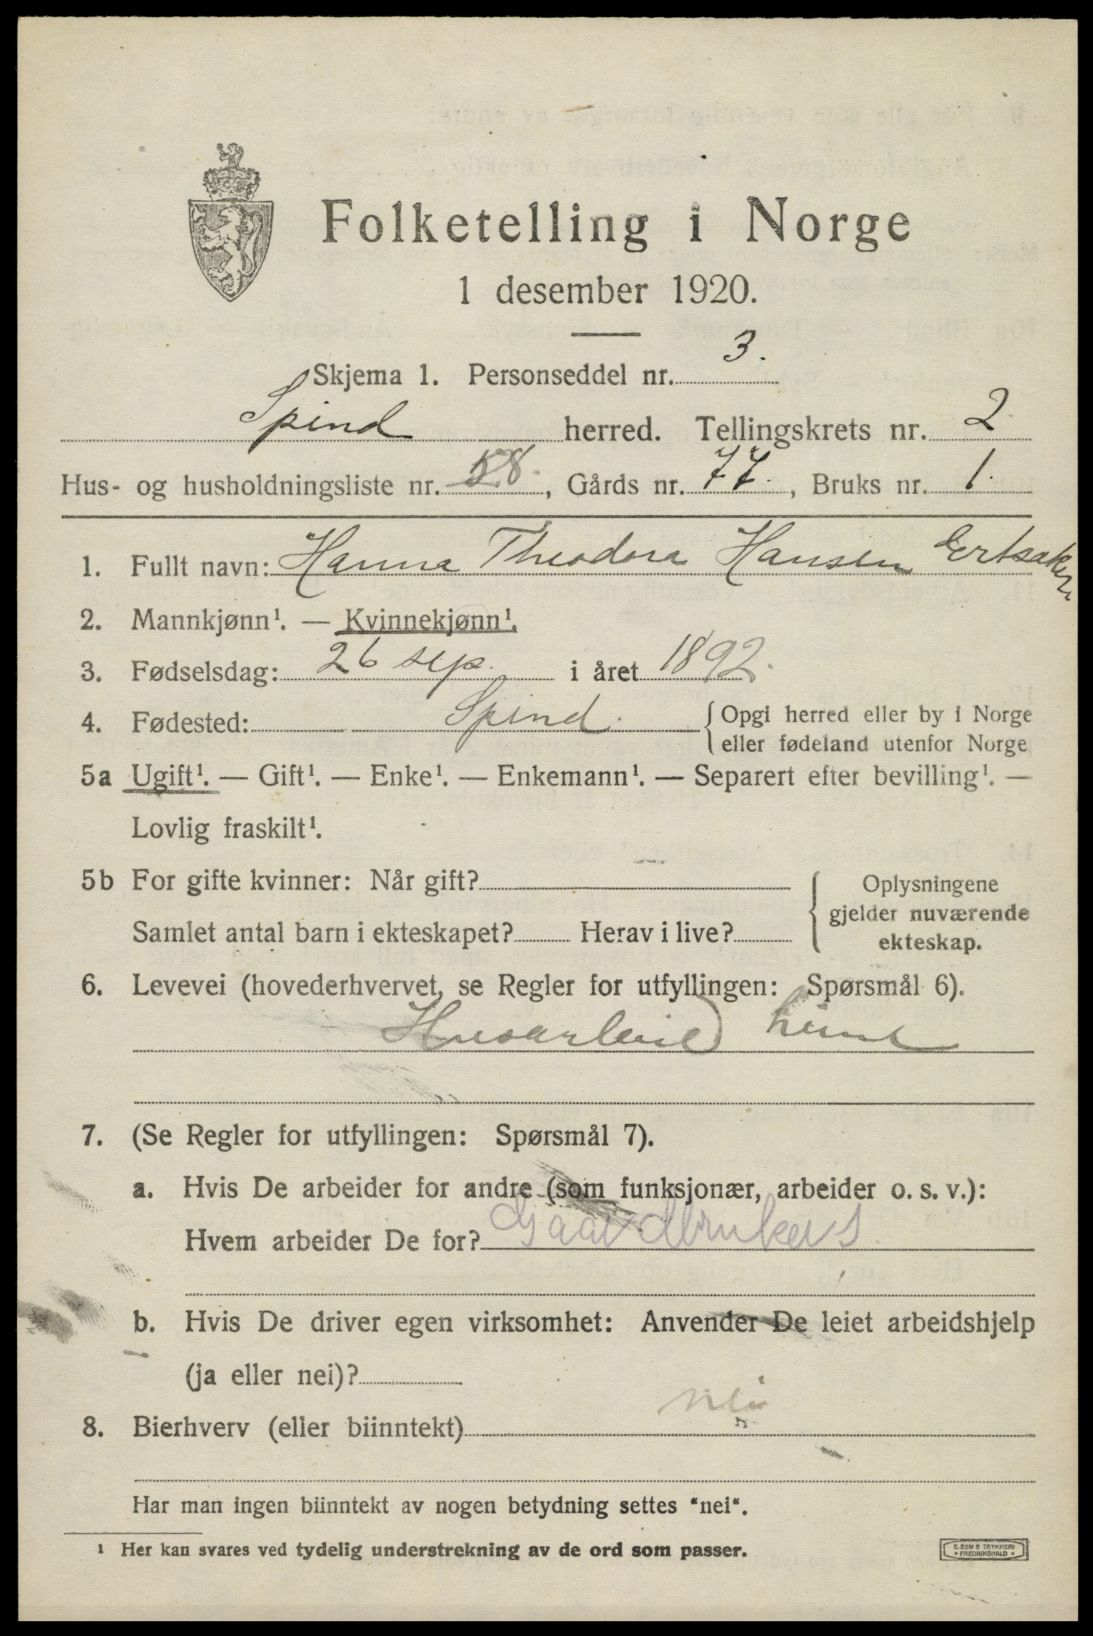 Folketelling i Norge
1 desember 1920.
Skjema 1. Personseddel nr. 3.
Spind herred. Tellingskrets nr. 2
Hus- og husholdningsliste nr. 58., Gårds nr. 77., Bruks nr. 1.
1. Fullt navn: Hanna Theodora Hansen Ertsaker
2. Mannkjønn¹. — Kvinnekjønn¹.
3. Fødselsdag: 26 sep. i året 1892.
4. Fødested: Spind. { Opgi herred eller by i Norge
eller fødeland utenfor Norge
5a Ugift¹. — Gift¹. — Enke¹. — Enkemann¹. — Separert efter bevilling¹. —
Lovlig fraskilt¹.
5b For gifte kvinner: Når gift?
Samlet antal barn i ekteskapet? Herav i live?
{ Oplysningene
gjelder nuværende
ekteskap.
6. Levevei (hovederhvervet, se Regler for utfyllingen: Spørsmål 6).
Husarbeid
7. (Se Regler for utfyllingen: Spørsmål 7).
a. Hvis De arbeider for andre (som funksjonær, arbeider o. s. v.):
Hvem arbeider De for? Gaardbruker
b. Hvis De driver egen virksomhet: Anvender De leiet arbeidshjelp
(ja eller nei)?
8. Bierhverv (eller biinntekt) nei
Har man ingen biinntekt av nogen betydning settes "nei".
¹ Her kan svares ved tydelig understrekning av de ord som passer.
E. SEM'S TRYKKERI
FREDRIKSHALD